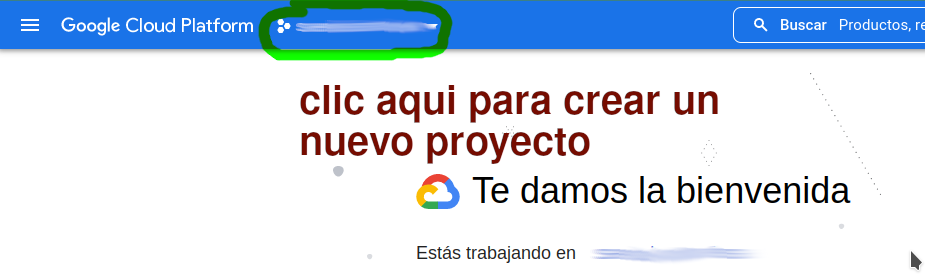 Google Cloud Platform
Buscar Productos, re
clic aqui para crear un
nuevo proyecto
Te damos la bienvenida
Estás trabajando en